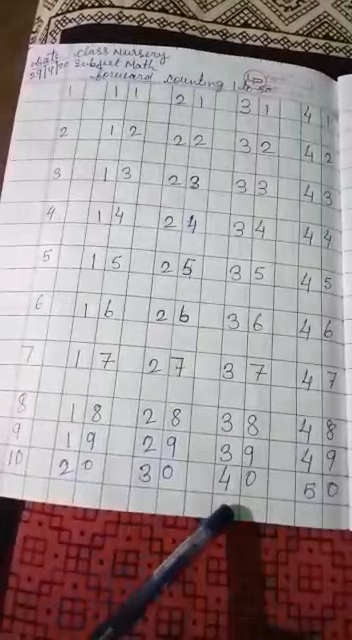 Date Class Nursery
29/9/20 Subject Math
forward counting 1 to 50
1 11 21 31 41
2 12 22 32 42
3 13 23 33 43
4 14 24 34 44
5 15 25 35 45
6 16 26 36 46
7 17 27 37 47
8 18 28 38 48
9 19 29 39 49
10 20 30 40 50